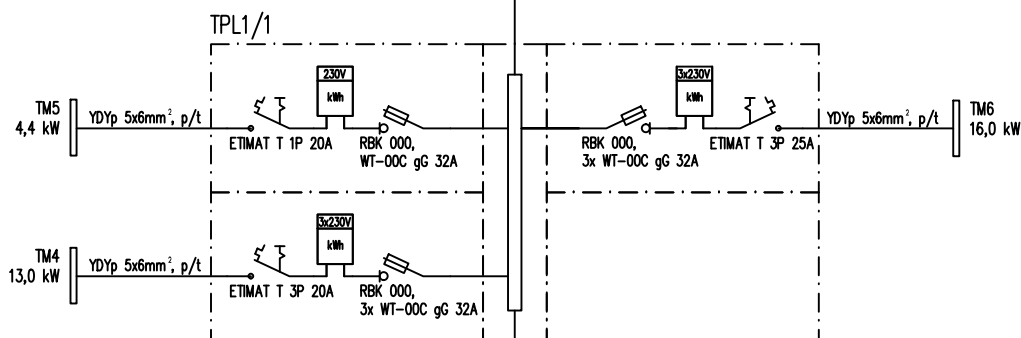 TPL1/1
TM5
4,4 kW
YDYp 5x6mm², p/t
ETIMAT T 1P 20A
230V
kWh
RBK 000,
WT-00C gG 32A
RBK 000,
3x WT-00C gG 32A
3x230V
kWh
ETIMAT T 3P 25A
YDYp 5x6mm², p/t
TM6
16,0 kW
TM4
13,0 kW
YDYp 5x6mm², p/t
ETIMAT T 3P 20A
3x230V
kWh
RBK 000,
3x WT-00C gG 32A